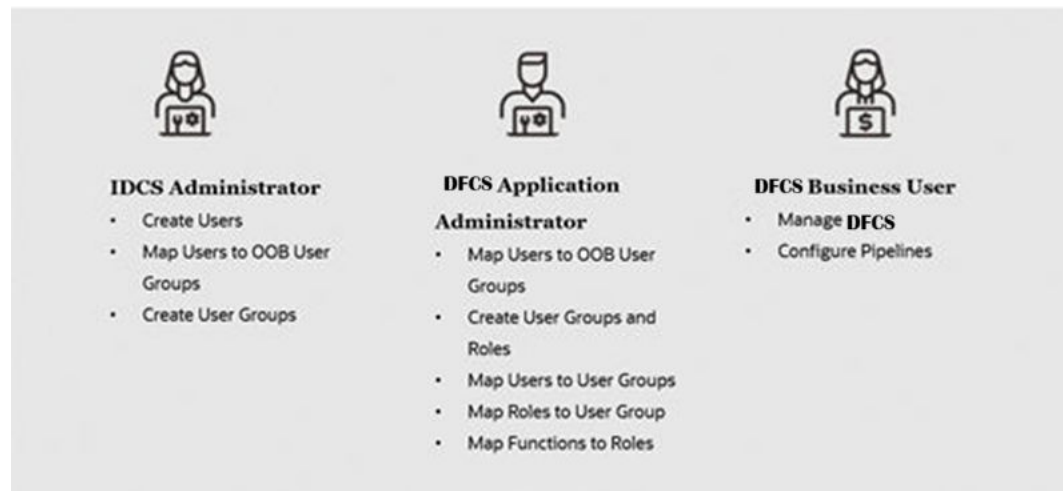 IDCS Administrator
• Create Users
• Map Users to OOB User
Groups
• Create User Groups
DFCS Application
Administrator
• Map Users to OOB User
Groups
• Create User Groups and
Roles
• Map Users to User Groups
• Map Roles to User Group
• Map Functions to Roles
$
DFCS Business User
• Manage DFCS
• Configure Pipelines